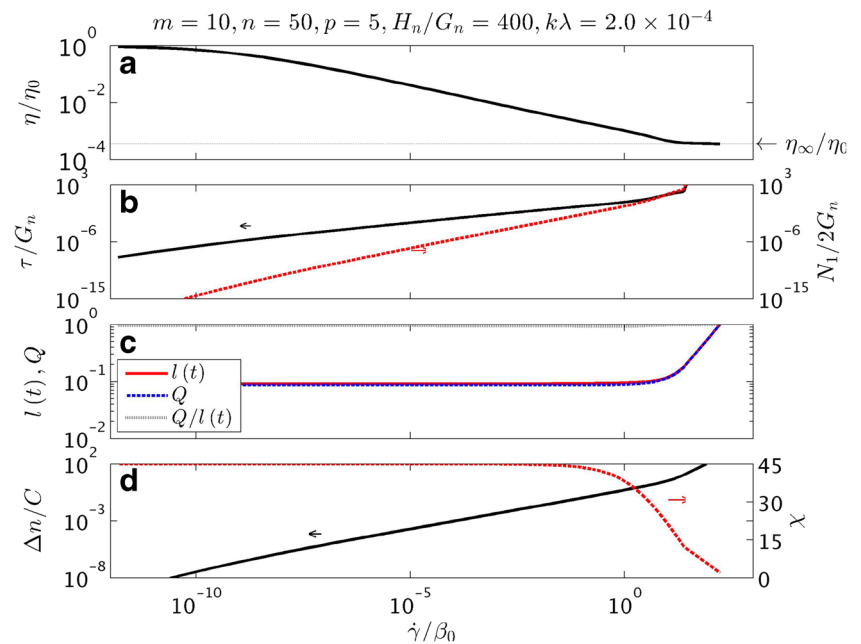 m = 10, n = 50, p = 5, H_n/G_n = 400, kλ = 2.0 × 10^−4
a
η/η_0
10^0
10^−2
10^−4
← η_∞/η_0
b
τ/G_n
10^3
10^−6
10^−15
10^3
10^−6
10^−15
N_1/2G_n
c
l(t), Q
10^0
10^−1
10^−2
l(t)
Q
Q/l(t)
d
Δn/C
10^2
10^−3
10^−8
45
30
15
0
χ
10^−10
10^−5
10^0
γ̇/β_0